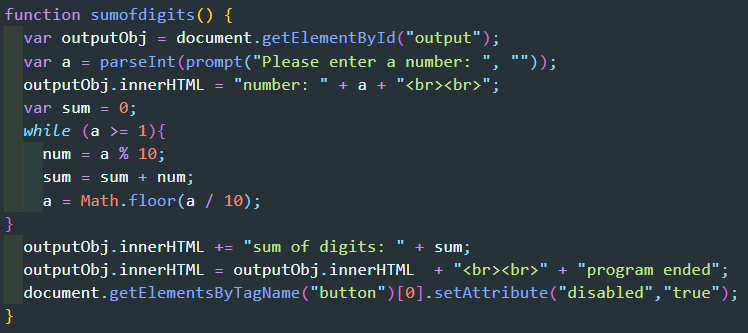 function sumofdigits() {
var outputObj = document.getElementById("output");
var a = parseInt(prompt("Please enter a number: ", ""));
outputObj.innerHTML = "number: " + a + "<br><br>";
var sum = 0;
while (a >= 1){
num = a % 10;
sum = sum + num;
a = Math.floor(a / 10);
}
outputObj.innerHTML += "sum of digits: " + sum;
outputObj.innerHTML = outputObj.innerHTML  + "<br><br>" + "program ended";
document.getElementsByTagName("button")[0].setAttribute("disabled","true");
}